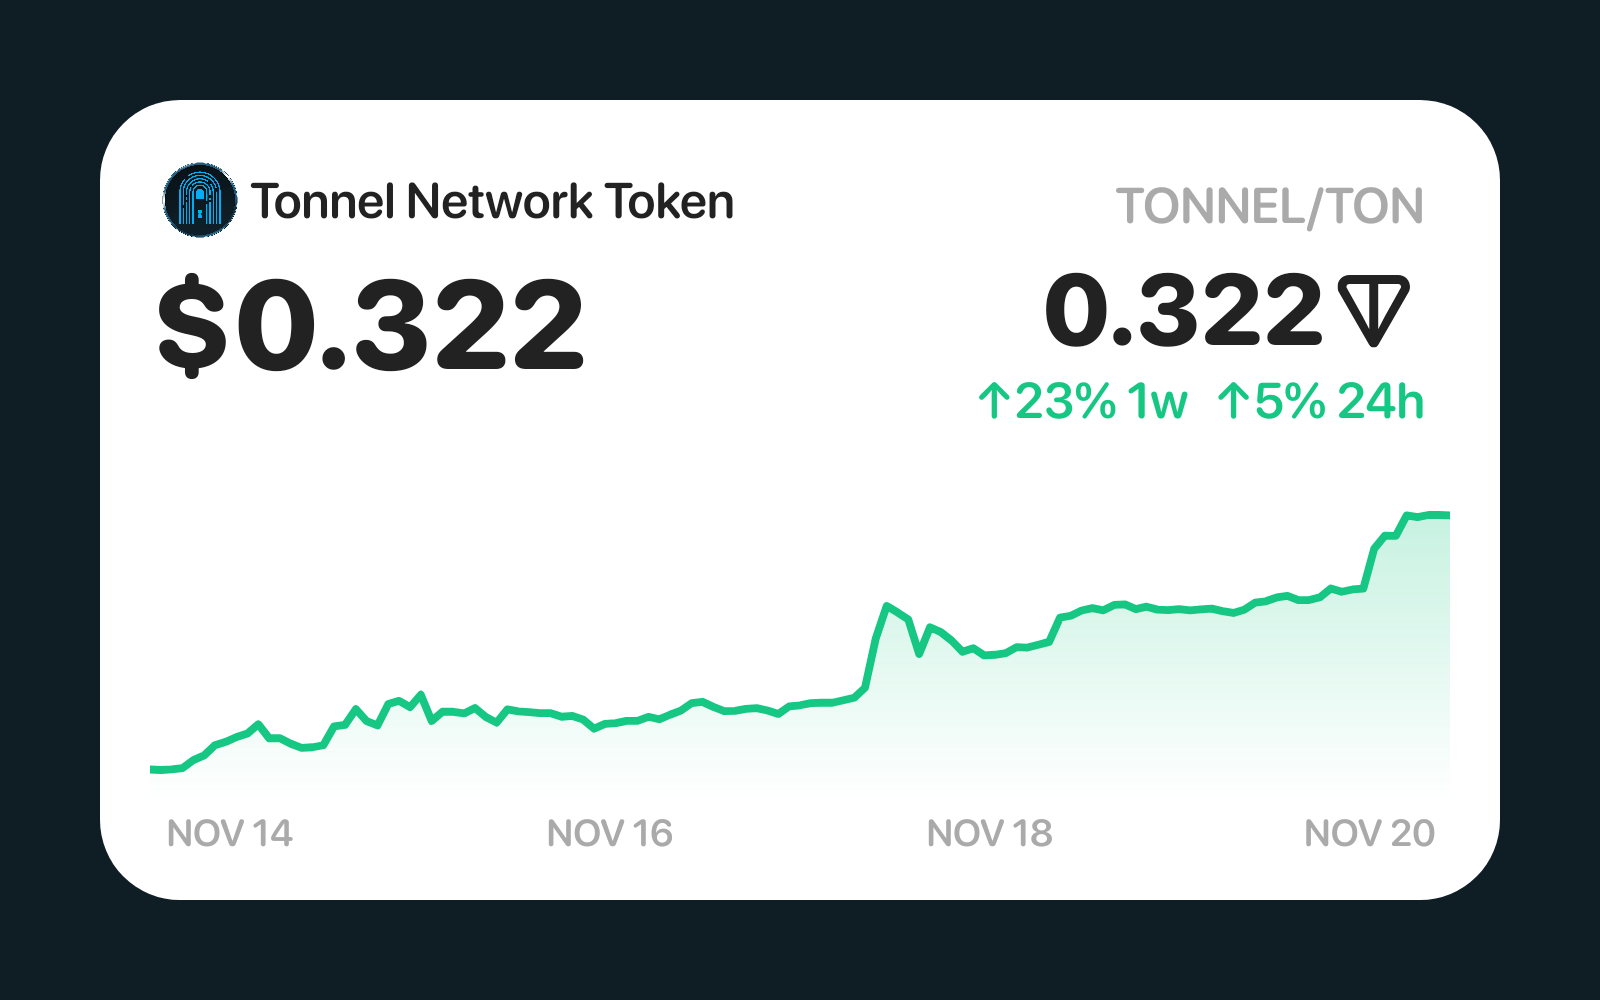 Tonnel Network Token
TONNEL/TON
$0.322
0.322
↑23% 1w ↑5% 24h
NOV 14 NOV 16 NOV 18 NOV 20